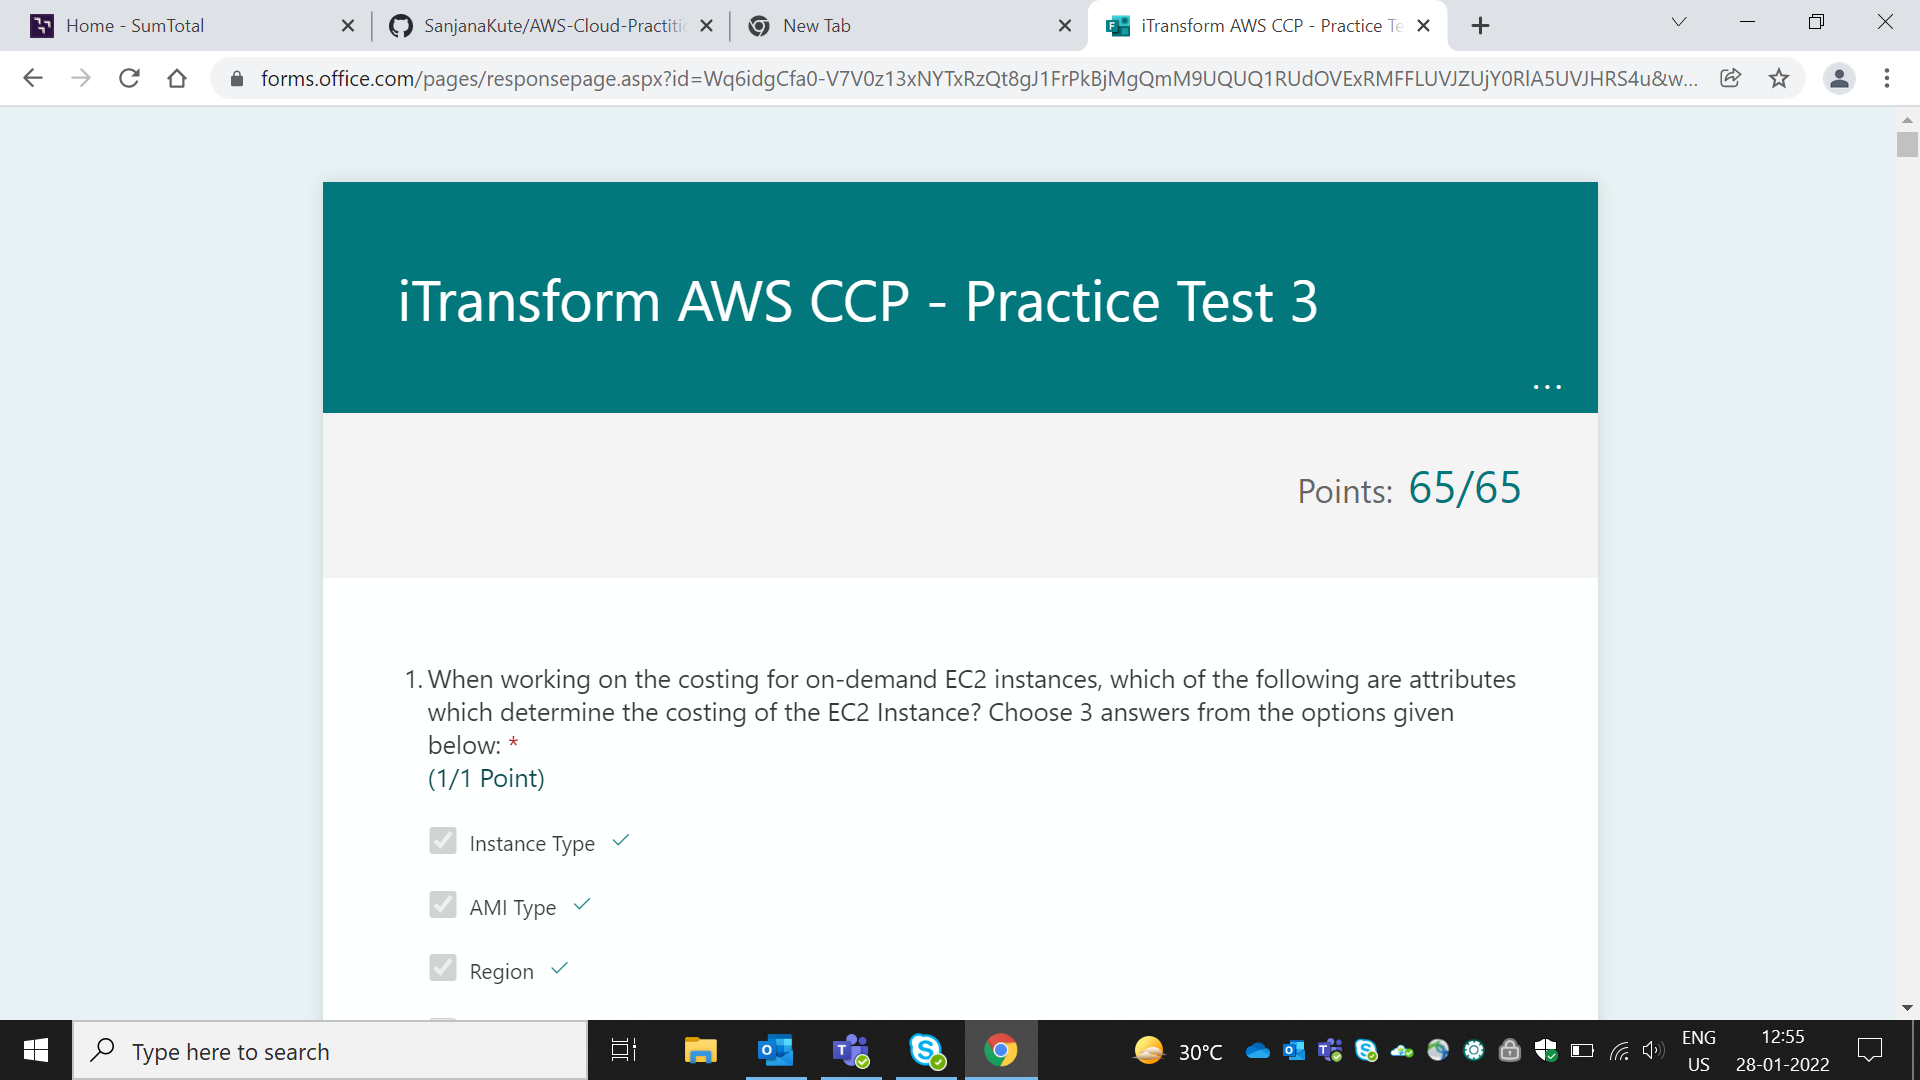 Home - SumTotal
SanjanaKute/AWS-Cloud-Practitic
New Tab
iTransform AWS CCP - Practice Te
forms.office.com/pages/responsepage.aspx?id=Wq6idgCfa0-V7V0z13xNYTxRzQt8gJ1FrPkBjMgQmM9UQUQ1RUdOVExRMFFLUVJZUjY0RlA5UVJHRS4u&w...
iTransform AWS CCP - Practice Test 3
...
Points: 65/65
1. When working on the costing for on-demand EC2 instances, which of the following are attributes
which determine the costing of the EC2 Instance? Choose 3 answers from the options given
below: *
(1/1 Point)
Instance Type
AMI Type
Region
Type here to search
30°C
ENG
US
12:55
28-01-2022